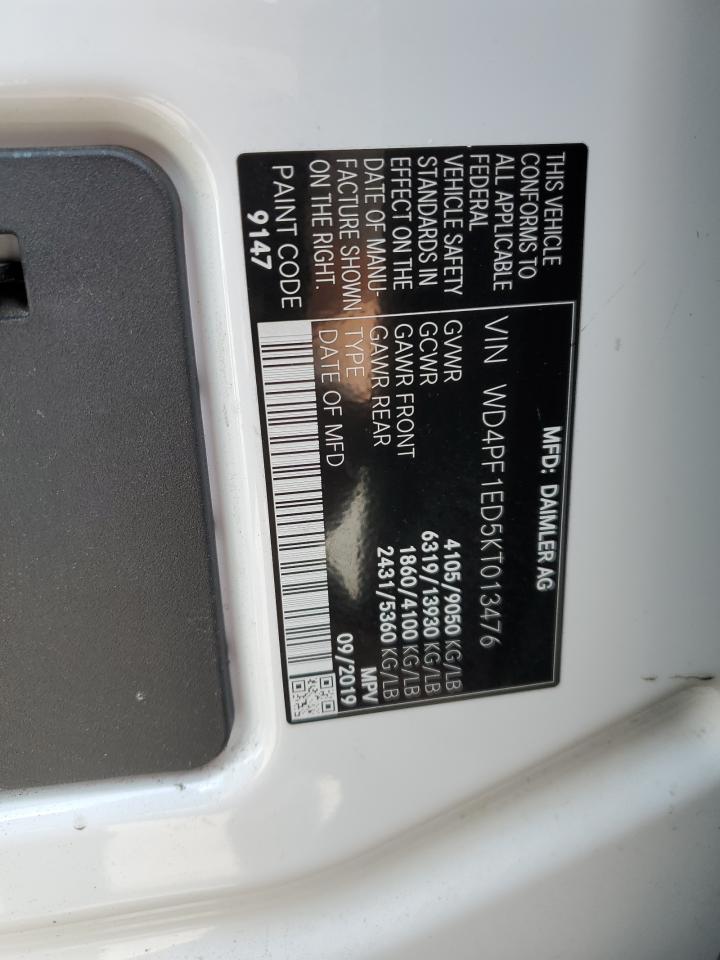 MFD: DAIMLER AG
THIS VEHICLE
CONFORMS TO
ALL APPLICABLE
FEDERAL
VEHICLE SAFETY
STANDARDS IN
EFFECT ON THE
DATE OF MANU-
FACTURE SHOWN
ON THE RIGHT.
PAINT CODE
9147
VIN WD4PF1ED5KT013476
GVWR 4105/9050 KG/LB
GCWR 6319/13930 KG/LB
GAWR FRONT 1860/4100 KG/LB
GAWR REAR 2431/5360 KG/LB
TYPE MPV
DATE OF MFD 09/2019